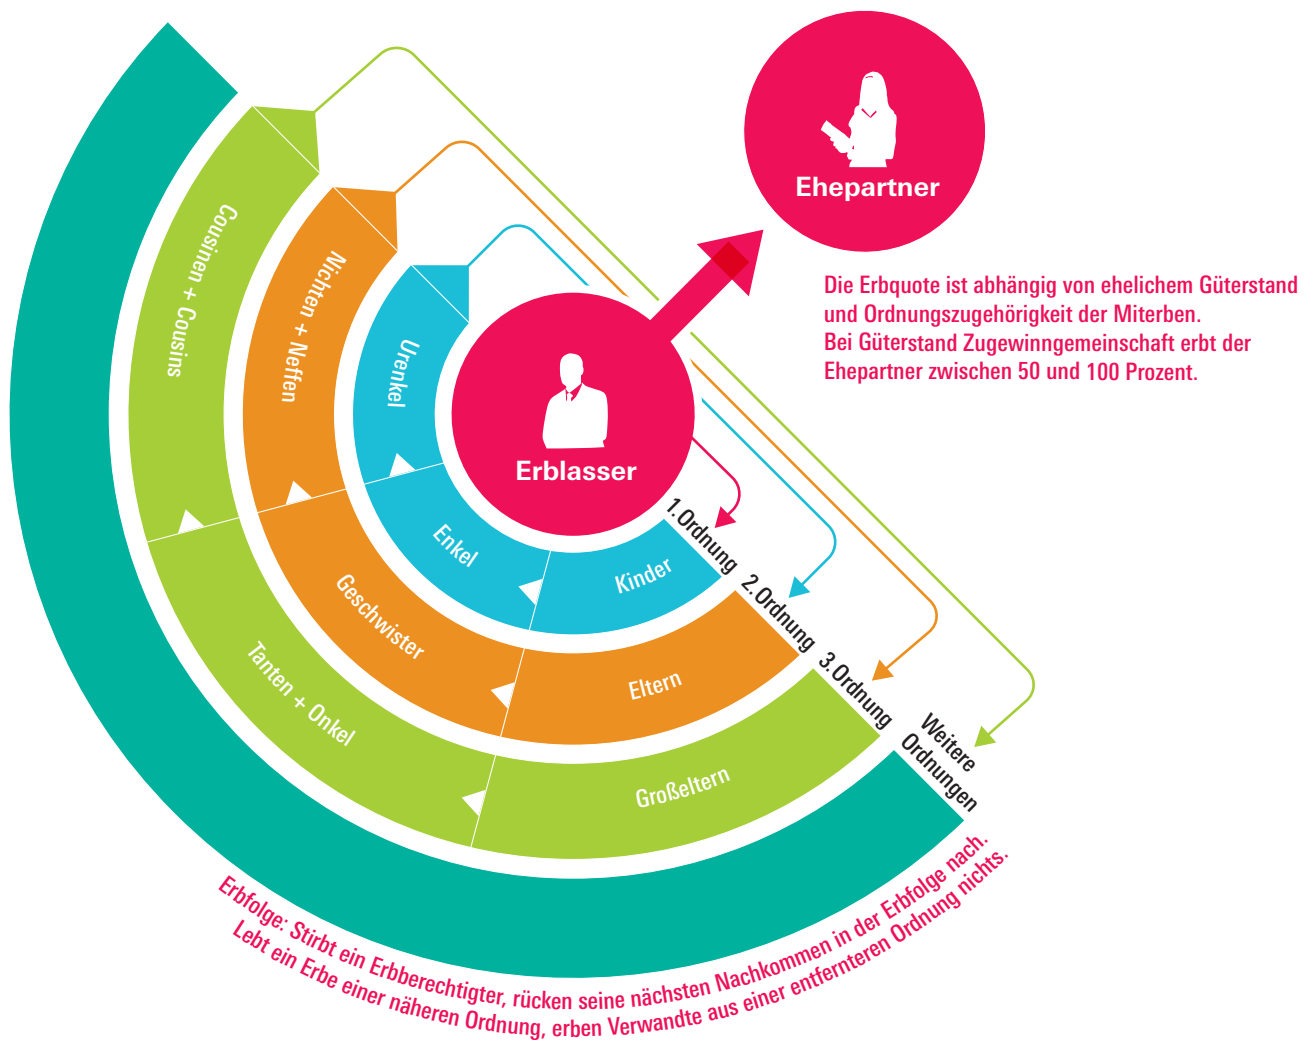 Ehepartner
Die Erbquote ist abhängig von ehelichem Güterstand
und Ordnungszugehörigkeit der Miterben.
Bei Güterstand Zugewinngemeinschaft erbt der
Ehepartner zwischen 50 und 100 Prozent.
Erblasser
1.Ordnung
Kinder
Enkel
Urenkel
2.Ordnung
Eltern
Geschwister
Nichten + Neffen
3.Ordnung
Großeltern
Tanten + Onkel
Cousinen + Cousins
Weitere
Ordnungen
Erbfolge: Stirbt ein Erbberechtigter, rücken seine nächsten Nachkommen in der Erbfolge nach.
Lebt ein Erbe einer näheren Ordnung, erben Verwandte aus einer entfernteren Ordnung nichts.